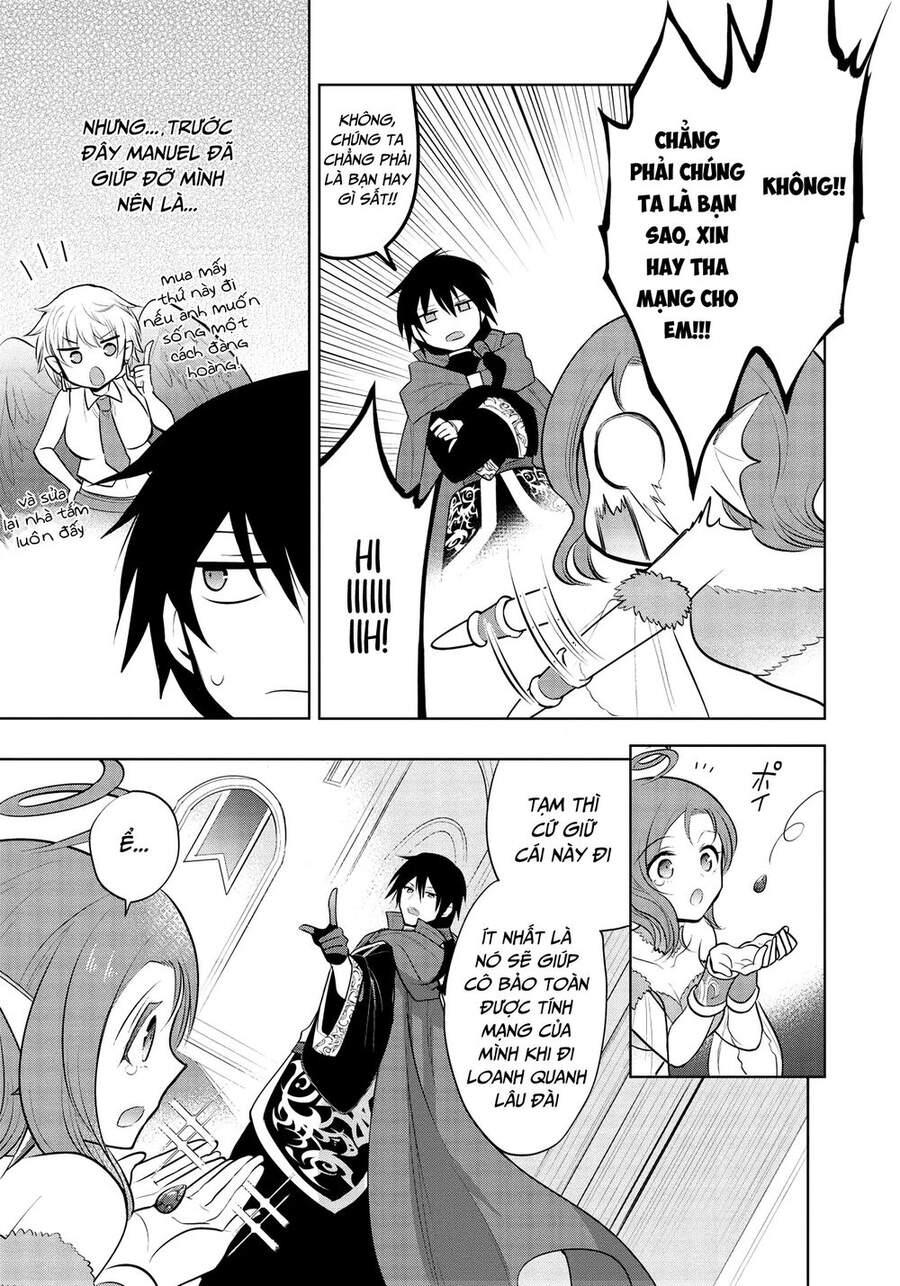 KHÔNG!!
CHẲNG
PHẢI CHÚNG
TA LÀ BẠN
SAO, XIN
HAY THA
MẠNG CHO
EM!!!
KHÔNG,
CHÚNG TA
CHẲNG PHẢI
LÀ BẠN HAY
GÌ SẤT!!
HI
IIIIIII
IIH!
NHƯNG...,TRƯỚC
ĐÂY MANUEL ĐÃ
GIÚP ĐỠ MÌNH
NÊN LÀ...
mua mấy
thứ này đi
nếu anh muốn
sống một
cách đàng
hoàng!
và sửa
lại nhà tắm
luôn đấy
ポイ
TẠM THÌ
CỨ GIỮ
CÁI NÀY ĐI
ÍT NHẤT LÀ
NÓ SẼ GIÚP
CÔ BẢO TOÀN
ĐƯỢC TÍNH
MẠNG CỦA
MÌNH KHI ĐI
LOANH QUANH
LÂU ĐÀI
Ể...